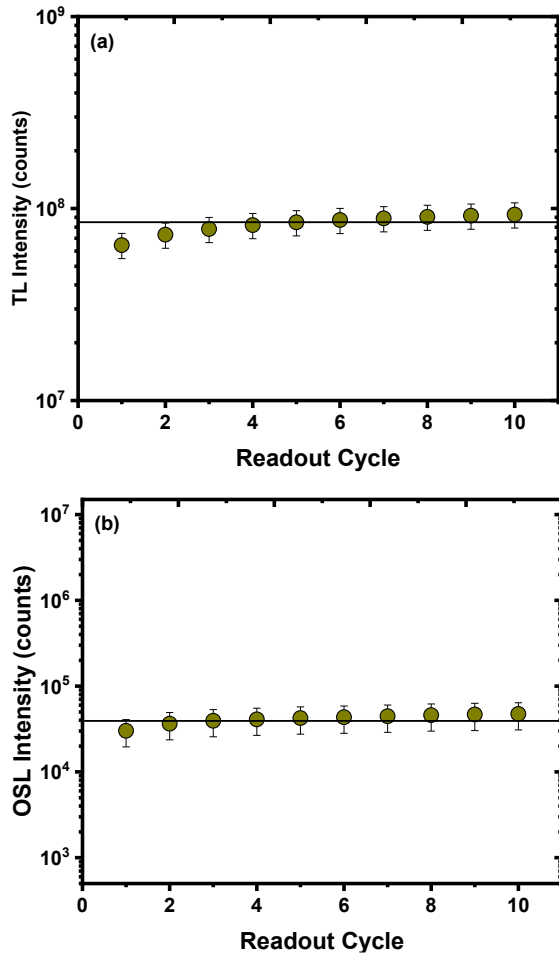 (a)
TL Intensity (counts)
10⁹
10⁸
10⁷
0 2 4 6 8 10
Readout Cycle
(b)
OSL Intensity (counts)
10⁷
10⁶
10⁵
10⁴
10³
0 2 4 6 8 10
Readout Cycle